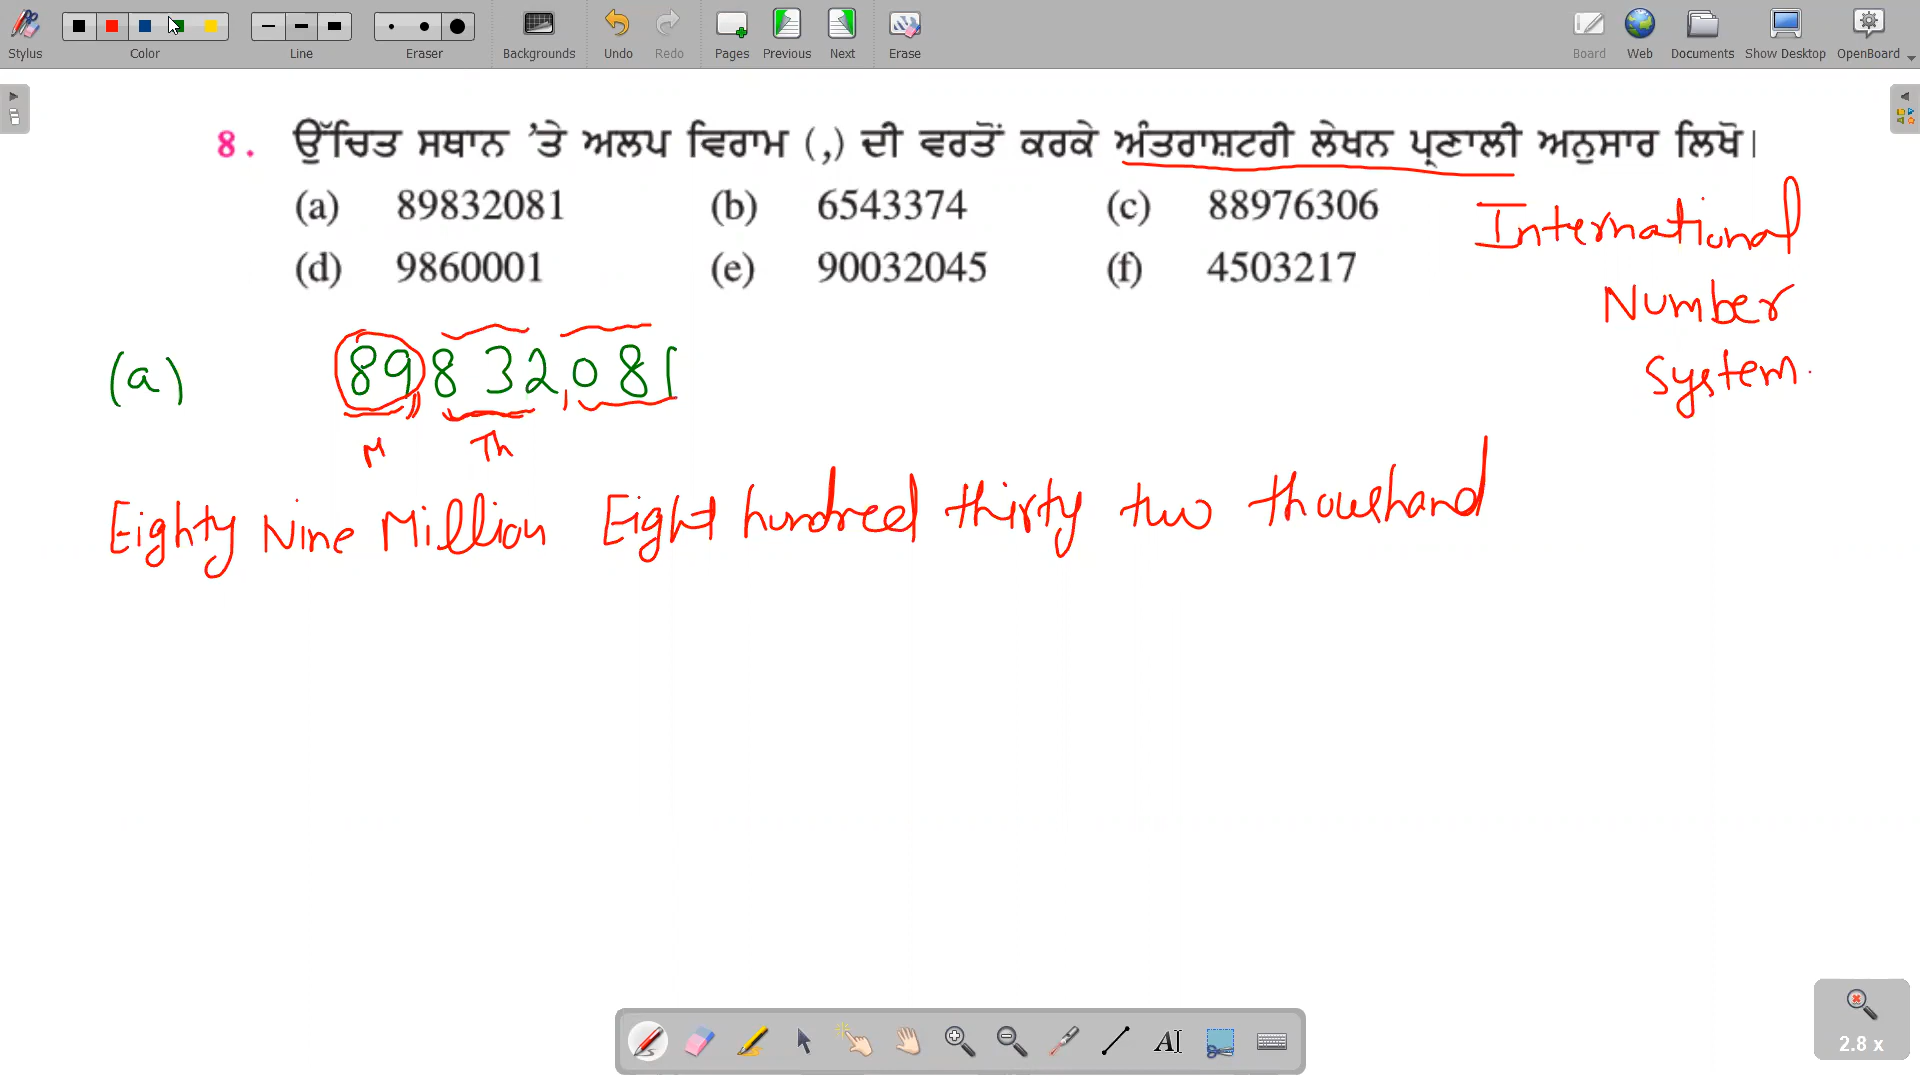 Stylus Color Line Eraser Backgrounds Undo Redo Pages Previous Next Erase Board Web Documents Show Desktop OpenBoard
8. ਉੱਚਿਤ ਸਥਾਨ 'ਤੇ ਅਲਪ ਵਿਰਾਮ (,) ਦੀ ਵਰਤੋਂ ਕਰਕੇ ਅੰਤਰਾਸ਼ਟਰੀ ਲੇਖਨ ਪ੍ਰਣਾਲੀ ਅਨੁਸਾਰ ਲਿਖੋ।
(a) 89832081 (b) 6543374 (c) 88976306
(d) 9860001 (e) 90032045 (f) 4503217
International
Number
System.
(a) 89,832,081
M Th
Eighty Nine Million Eight hundreed thirty two thoushand
2.8 x